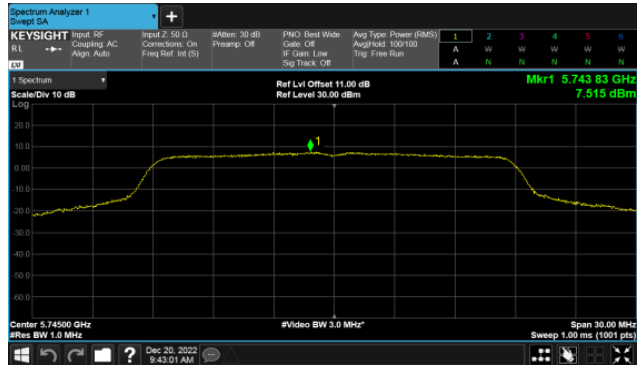 Spectrum Analyzer 1
Swept SA
+
KEYSIGHT Input: RF Input Z: 50 Ω #Atten: 30 dB PNO: Best Wide Avg Type: Power (RMS) 1 2 3 4 5 6
RL Coupling: AC Corrections: On Preamp: Off Gate: Off Avg|Hold: 100/100 A W W W W W
Align: Auto Freq Ref: Int (S) IF Gain: Low Trig: Free Run
LXI Sig Track: Off A N N N N N
1 Spectrum Ref Lvl Offset 11.00 dB Mkr1 5.743 83 GHz
Scale/Div 10 dB Ref Level 30.00 dBm 7.515 dBm
Log
20.0
10.0
1
0.00
-10.0
-20.0
-30.0
-40.0
-50.0
-60.0
Center 5.74500 GHz #Video BW 3.0 MHz* Span 30.00 MHz
#Res BW 1.0 MHz Sweep 1.00 ms (1001 pts)
? Dec 20, 2022
9:43:01 AM